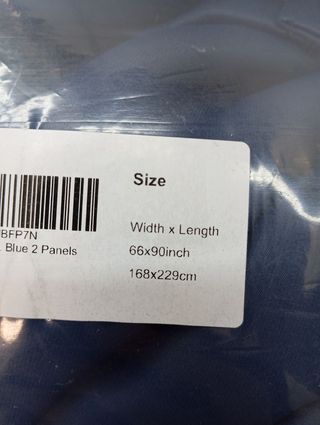 Size
BFP7N
Blue 2 Panels
Width x Length
66x90inch
168x229cm